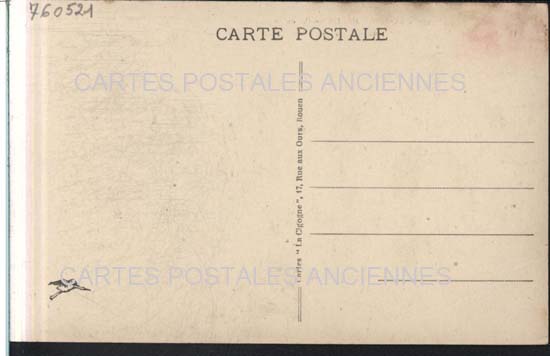 760521
CARTE POSTALE
CARTES POSTALES ANCIENNES
Cartes " La Cigogne ", 17, Rue aux Ours, Rouen
CARTES POSTALES ANCIENNES